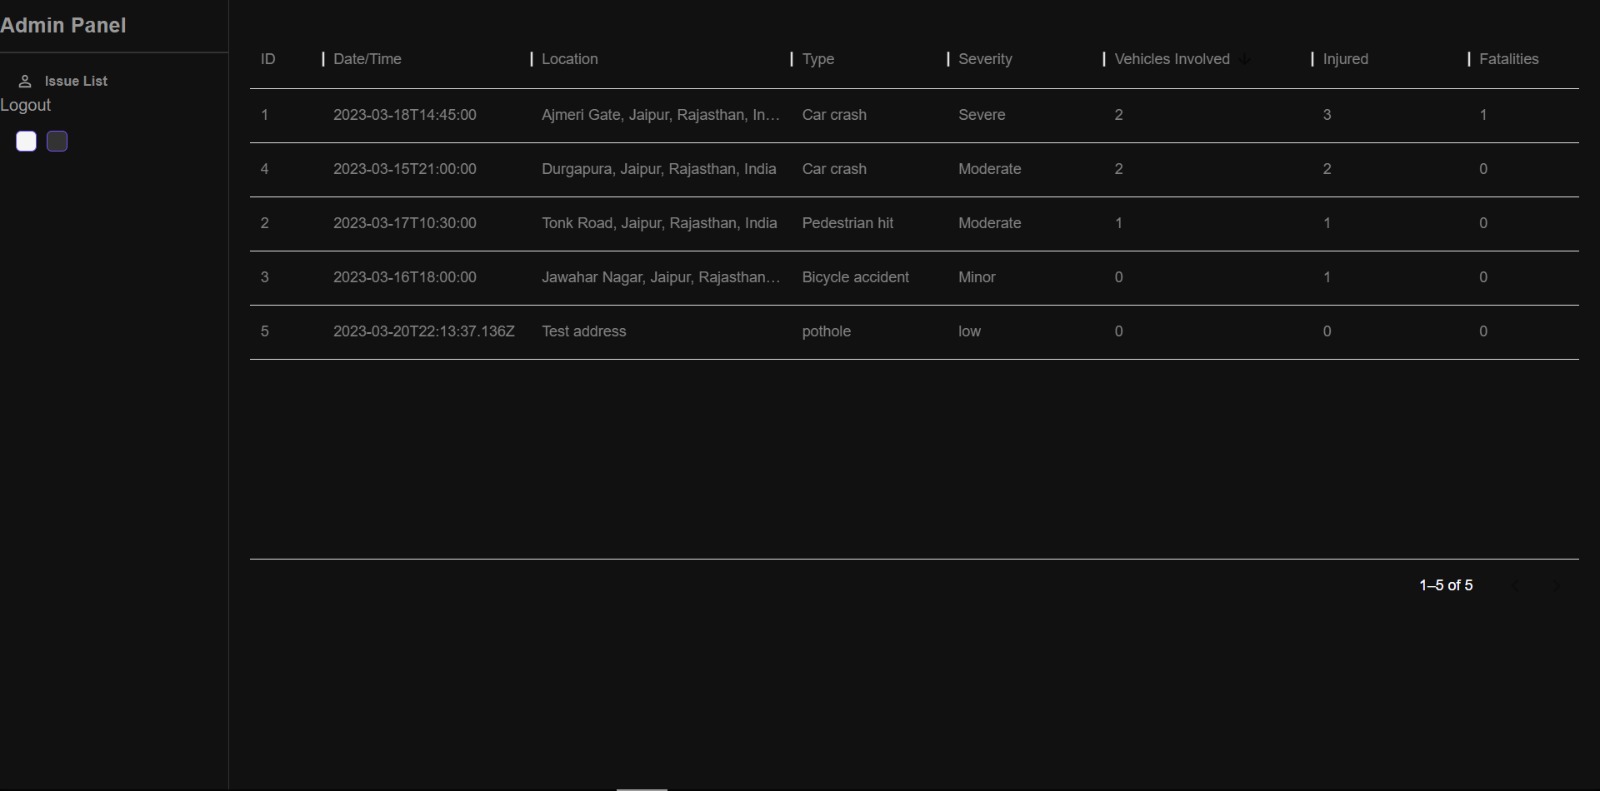 Admin Panel
Issue List
Logout
ID Date/Time Location Type Severity Vehicles Involved Injured Fatalities
1 2023-03-18T14:45:00 Ajmeri Gate, Jaipur, Rajasthan, In... Car crash Severe 2 3 1
4 2023-03-15T21:00:00 Durgapura, Jaipur, Rajasthan, India Car crash Moderate 2 2 0
2 2023-03-17T10:30:00 Tonk Road, Jaipur, Rajasthan, India Pedestrian hit Moderate 1 1 0
3 2023-03-16T18:00:00 Jawahar Nagar, Jaipur, Rajasthan... Bicycle accident Minor 0 1 0
5 2023-03-20T22:13:37.136Z Test address pothole low 0 0 0
1–5 of 5